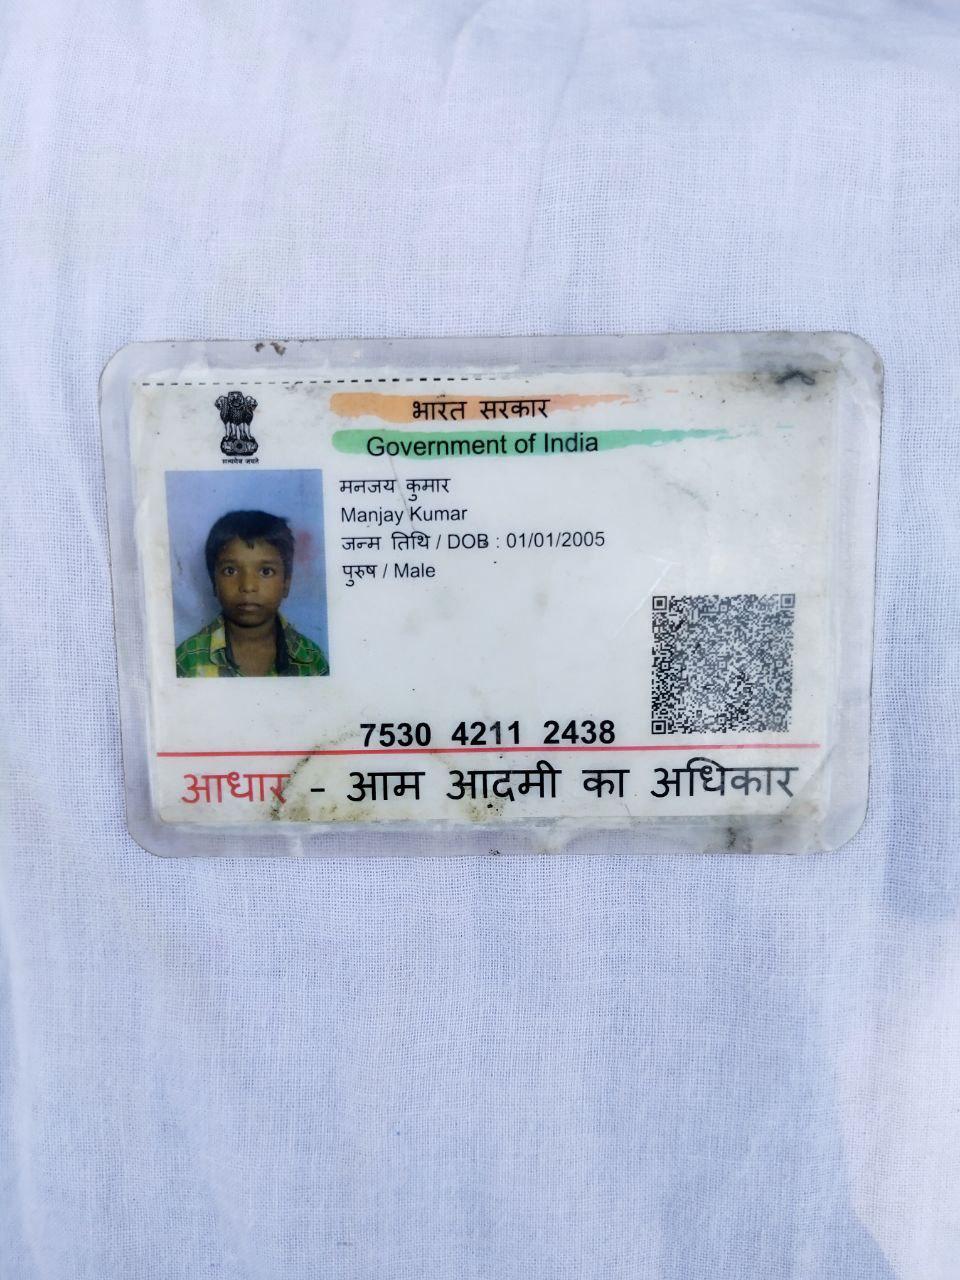 भारत सरकार
Government of India
सत्यमेव जयते
मनजय कुमार
Manjay Kumar
जन्म तिथि / DOB : 01/01/2005
पुरुष / Male
7530 4211 2438
आधार - आम आदमी का अधिकार